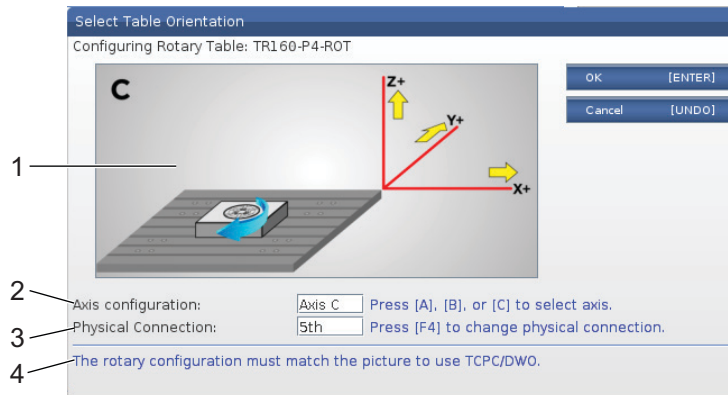 Select Table Orientation
Configuring Rotary Table: TR160-P4-ROT
OK [ENTER]
Cancel [UNDO]
C
Z+
Y+
X+
1
2
Axis configuration: Axis C Press [A], [B], or [C] to select axis.
3
Physical Connection: 5th Press [F4] to change physical connection.
4
The rotary configuration must match the picture to use TCPC/DWO.